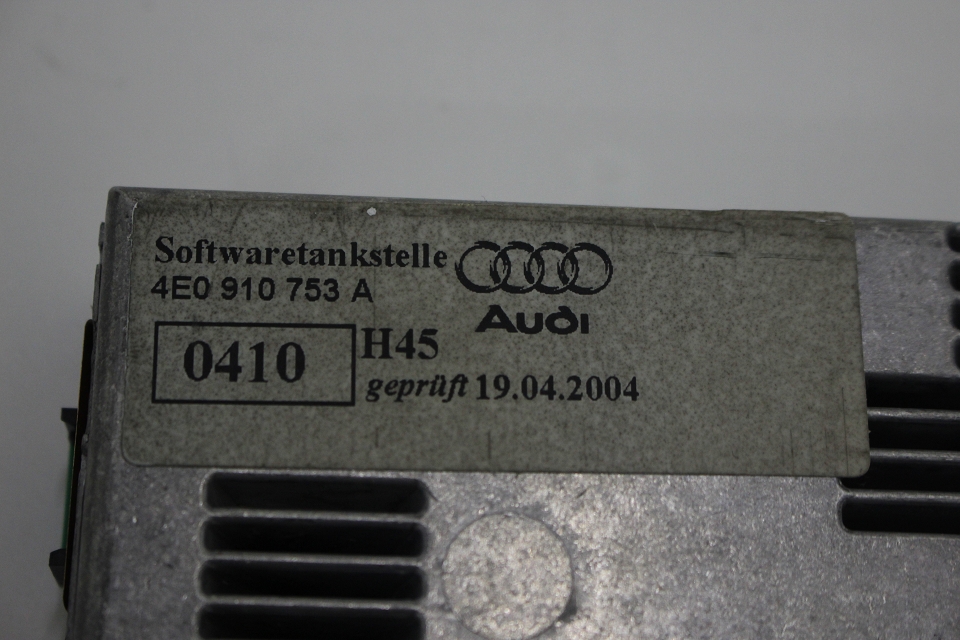 Softwaretankstelle
4E0 910 753 A
Audi
0410
H45
geprüft 19.04.2004